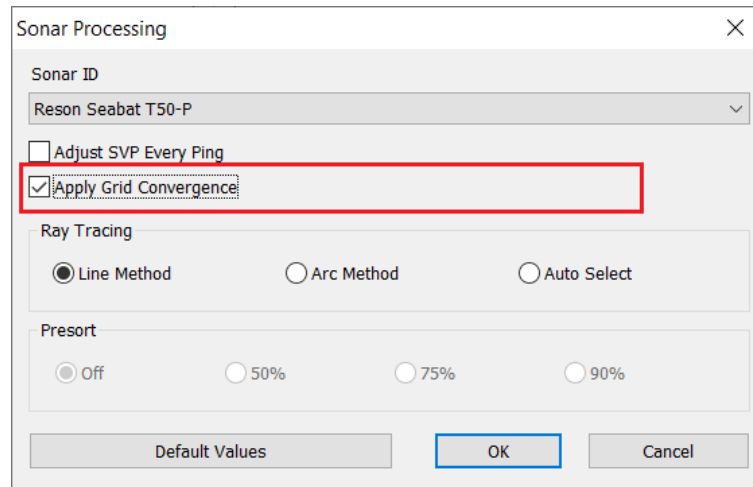 Sonar Processing
Sonar ID
Reson Seabat T50-P
Adjust SVP Every Ping
Apply Grid Convergence
Ray Tracing
Line Method Arc Method Auto Select
Presort
Off 50% 75% 90%
Default Values OK Cancel